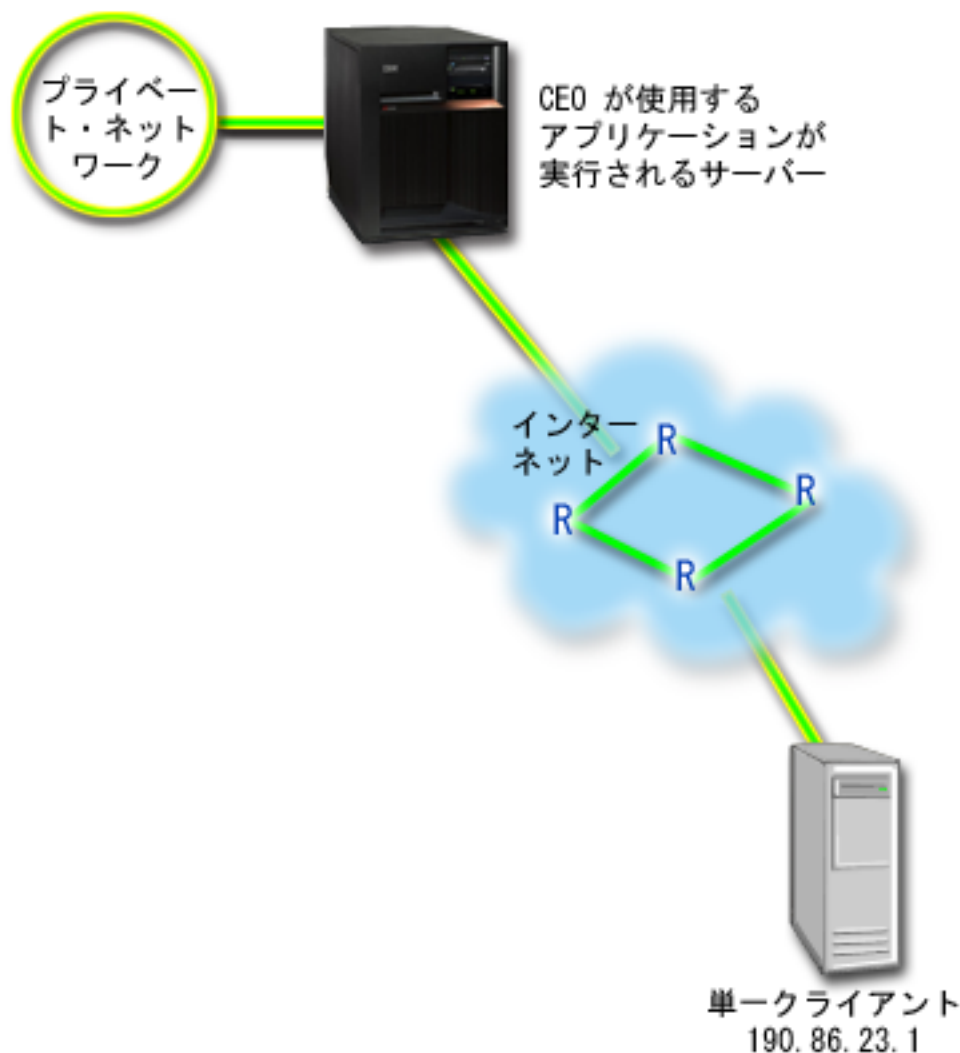 プライベー
ト・ネット
ワーク
CEO が使用する
アプリケーションが
実行されるサーバー
インター
ネット
R
R
R
R
単一クライアント
190.86.23.1